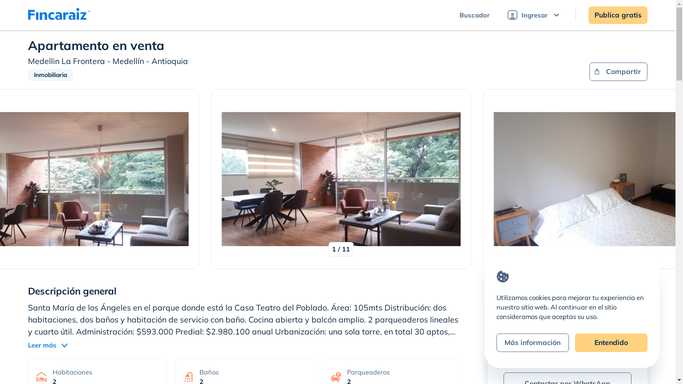 Fincaraíz
Buscador
Ingresar
Publica gratis
Apartamento en venta
Medellin La Frontera - Medellín - Antioquia
Inmobiliaria
Compartir
1 / 11
Descripción general
Santa María de los Ángeles en el parque donde está la Casa Teatro del Poblado. Área: 105mts Distribución: dos
habitaciones, dos baños y habitación de servicio con baño. Cocina abierta y balcón amplio. 2 parqueaderos lineales
y cuarto útil. Administración: $593.000 Predial: $2.980.100 anual Urbanización: una sola torre, en total 30 aptos,...
Leer más
Habitaciones
2
Baños
2
Parqueaderos
2
Utilizamos cookies para mejorar tu experiencia en
nuestro sitio web. Al continuar en el sitio
consideramos que aceptas su uso.
Más información
Entendido
Contactar por WhatsApp